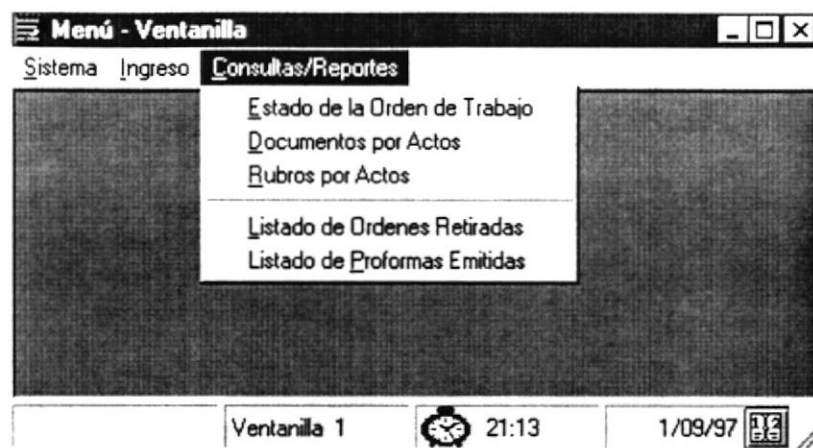 Menú - Ventanilla
Sistema Ingreso Consultas/Reportes
Estado de la Orden de Trabajo
Documentos por Actos
Rubros por Actos
Listado de Ordenes Retiradas
Listado de Proformas Emitidas
Ventanilla 1 21:13 1/09/97